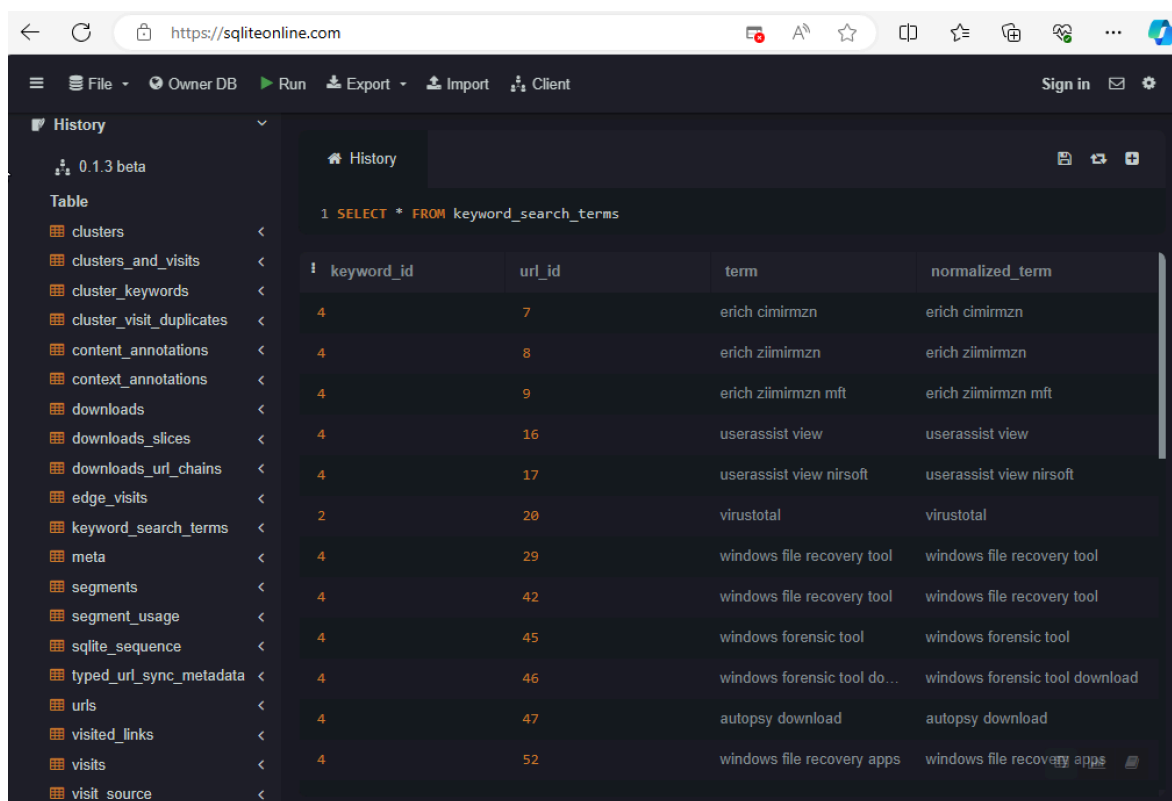 https://sqliteonline.com
File Owner DB Run Export Import Client Sign in
History
0.1.3 beta
Table
clusters
clusters_and_visits
cluster_keywords
cluster_visit_duplicates
content_annotations
context_annotations
downloads
downloads_slices
downloads_url_chains
edge_visits
keyword_search_terms
meta
segments
segment_usage
sqlite_sequence
typed_url_sync_metadata
urls
visited_links
visits
visit_source
History
1 SELECT * FROM keyword_search_terms
keyword_id url_id term normalized_term
4 7 erich cimirmzn erich cimirmzn
4 8 erich ziimirmzn erich ziimirmzn
4 9 erich ziimirmzn mft erich ziimirmzn mft
4 16 userassist view userassist view
4 17 userassist view nirsoft userassist view nirsoft
2 20 virustotal virustotal
4 29 windows file recovery tool windows file recovery tool
4 42 windows file recovery tool windows file recovery tool
4 45 windows forensic tool windows forensic tool
4 46 windows forensic tool do... windows forensic tool download
4 47 autopsy download autopsy download
4 52 windows file recovery apps windows file recovery apps